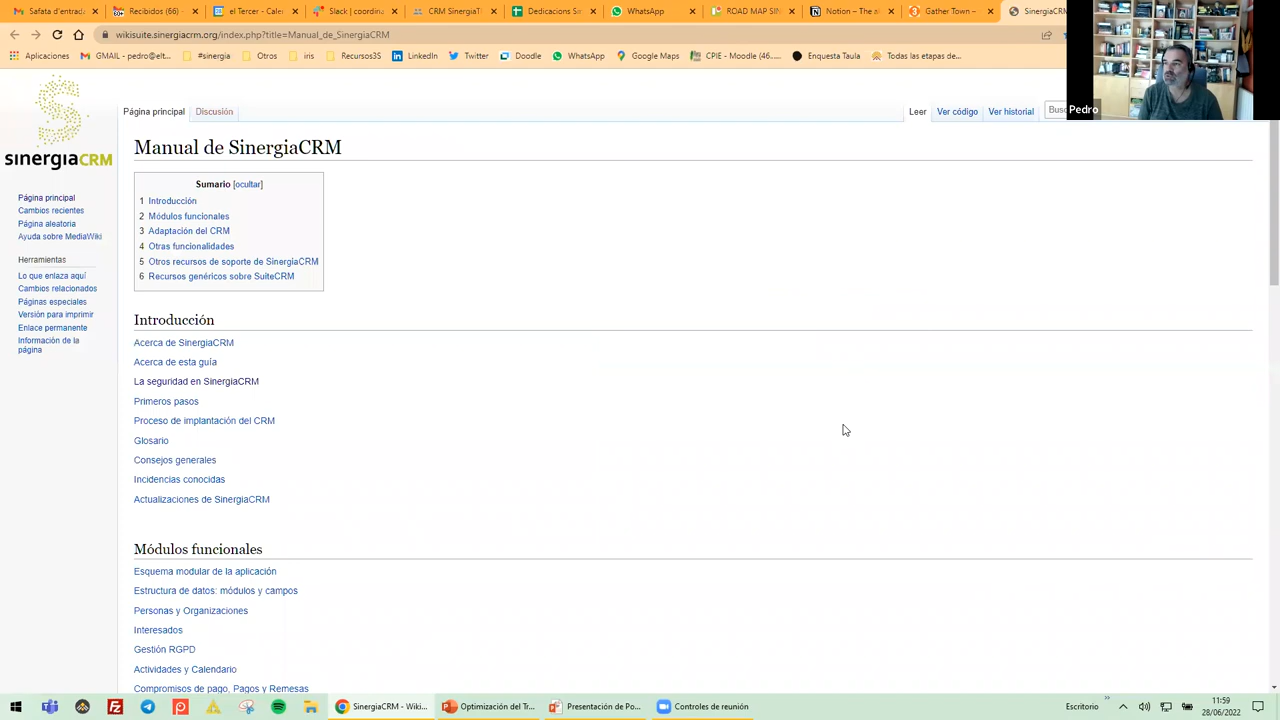 Safata d'entrada
Recibidos (6) -
el Tercer - Cale
Slack | coordina
CRM SinergiaT
Dedicacions Si
WhatsApp
ROAD MAP SIN
Notion – The al
Gather Town –
SinergiaCRM
wikisuite.sinergiacrm.org/index.php?title=Manual_de_SinergiaCRM
Aplicaciones
GMAIL - pedro@elt...
#sinergia
Otros
iris
Recursos3S
LinkedIn
Twitter
Doodle
WhatsApp
Google Maps
CPIE - Moodle (46.....
Enquesta Taula
Todas las etapas de...
Pedro
sinergiaCRM
Página principal
Discusión
Leer
Ver código
Ver historial
Busc
Manual de SinergiaCRM
Página principal
Cambios recientes
Página aleatoria
Ayuda sobre MediaWiki
Herramientas
Lo que enlaza aquí
Cambios relacionados
Páginas especiales
Versión para imprimir
Enlace permanente
Información de la
página
Sumario [ocultar]
1 Introducción
2 Módulos funcionales
3 Adaptación del CRM
4 Otras funcionalidades
5 Otros recursos de soporte de SinergiaCRM
6 Recursos genéricos sobre SuiteCRM
Introducción
Acerca de SinergiaCRM
Acerca de esta guía
La seguridad en SinergiaCRM
Primeros pasos
Proceso de implantación del CRM
Glosario
Consejos generales
Incidencias conocidas
Actualizaciones de SinergiaCRM
Módulos funcionales
Esquema modular de la aplicación
Estructura de datos: módulos y campos
Personas y Organizaciones
Interesados
Gestión RGPD
Actividades y Calendario
Compromisos de pago, Pagos y Remesas
SinergiaCRM - Wiki...
Optimización del Tr...
Presentación de Po...
Controles de reunión
Escritorio
11:59
28/06/2022